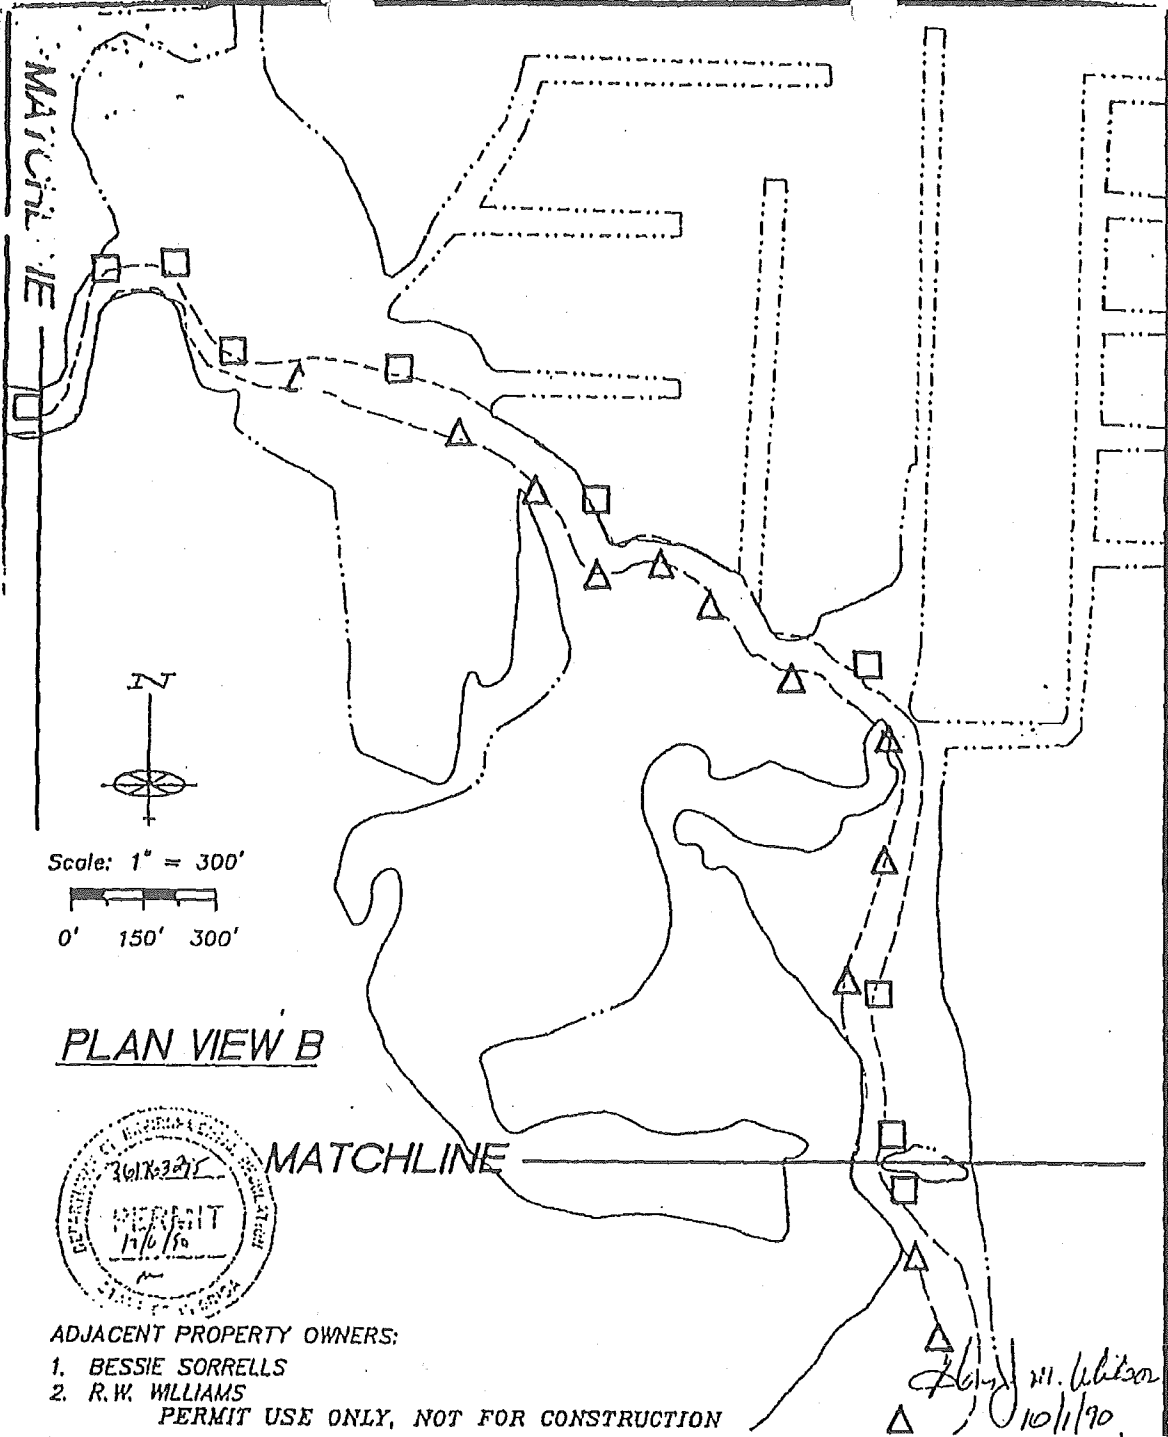 MATCHLINE
N
Scale: 1" = 300'
0' 150' 300'
PLAN VIEW B
MATCHLINE
PERMIT
ADJACENT PROPERTY OWNERS:
1. BESSIE SORRELLS
2. R.W. WILLIAMS
PERMIT USE ONLY, NOT FOR CONSTRUCTION
10/1/90